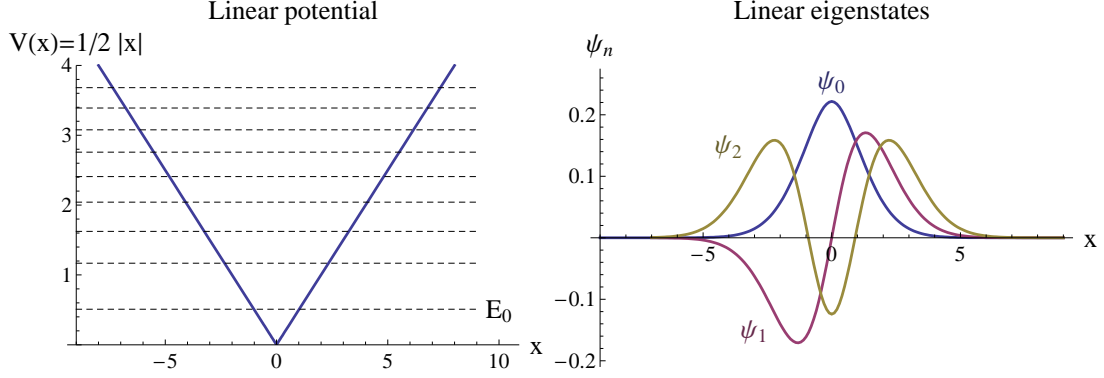 Linear potential
V(x)=1/2 |x|
4
3
2
1
E0
−5
0
5
10
x
Linear eigenstates
ψn
0.2
0.1
−0.1
−0.2
ψ0
ψ2
ψ1
−5
0
5
x